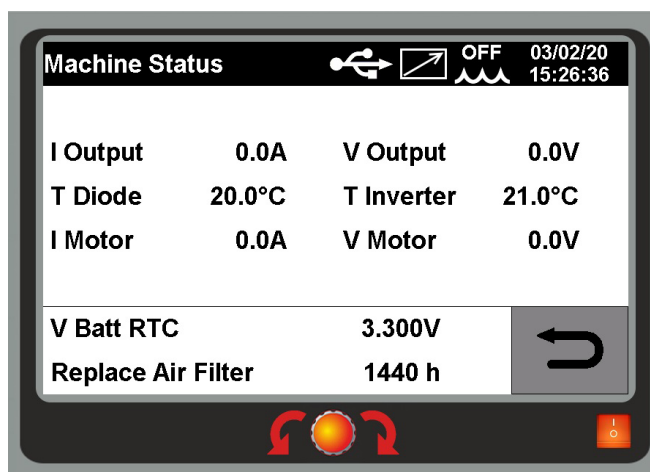 Machine Status OFF 03/02/20
15:26:36
I Output 0.0A V Output 0.0V
T Diode 20.0°C T Inverter 21.0°C
I Motor 0.0A V Motor 0.0V
V Batt RTC 3.300V
Replace Air Filter 1440 h